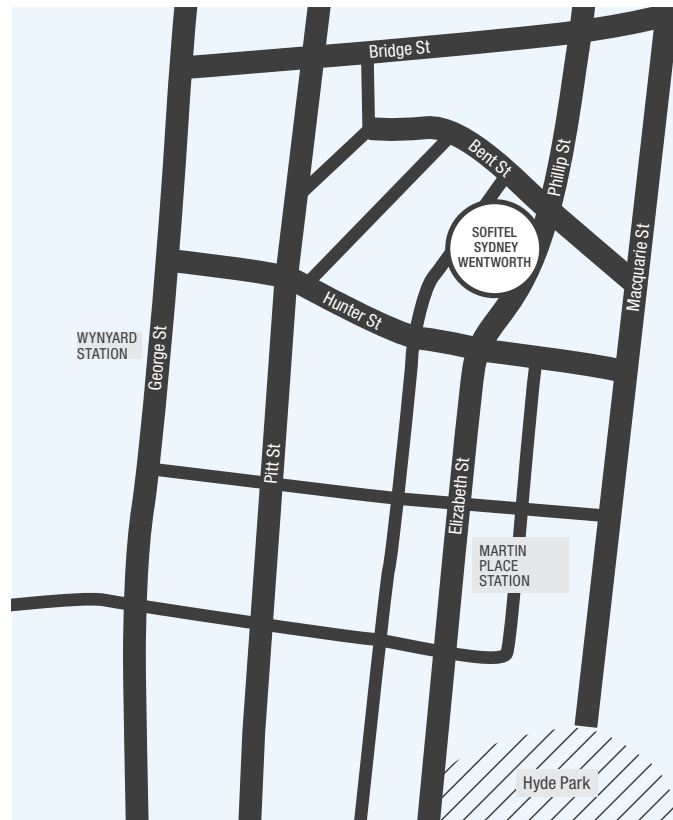 Bridge St
Bent St
Phillip St
SOFITEL
SYDNEY
WENTWORTH
Macquarie St
Hunter St
WYNYARD
STATION
George St
Pitt St
Elizabeth St
MARTIN
PLACE
STATION
Hyde Park